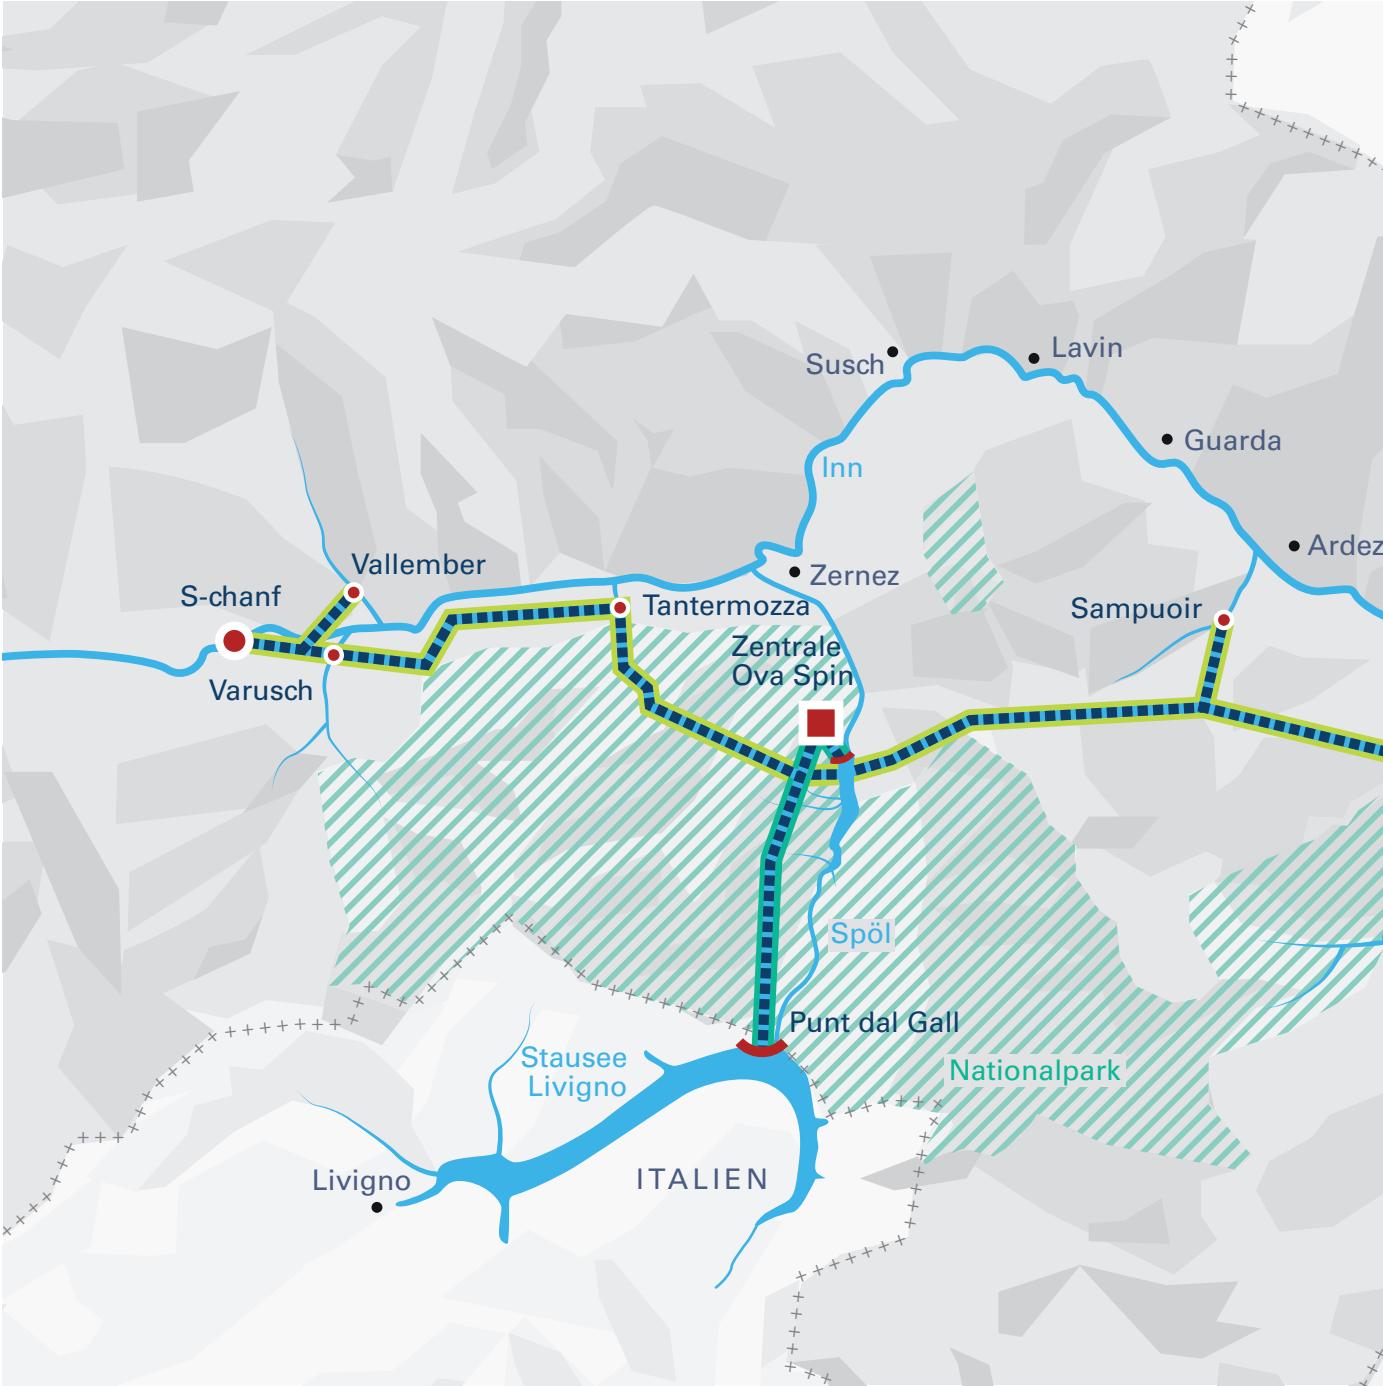 Lavin
Susch
Guarda
Inn
Ardez
Vallember
Zernez
S-chanf
Tantermozza
Sampuoir
Zentrale
Ova Spin
Varusch
Spöl
Punt dal Gall
Stausee
Livigno
Nationalpark
Livigno
ITALIEN